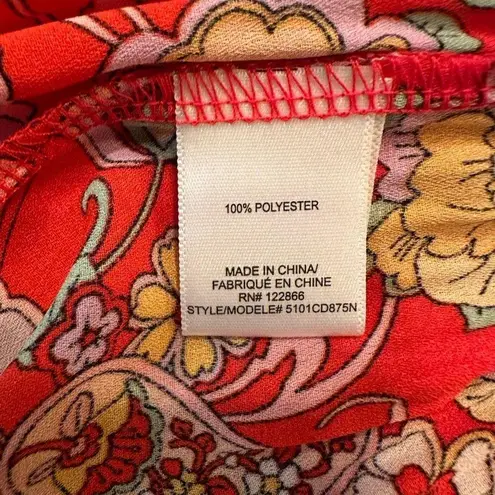 100% POLYESTER
MADE IN CHINA/
FABRIQUÉ EN CHINE
RN# 122866
STYLE/MODELE# 5101CD875N